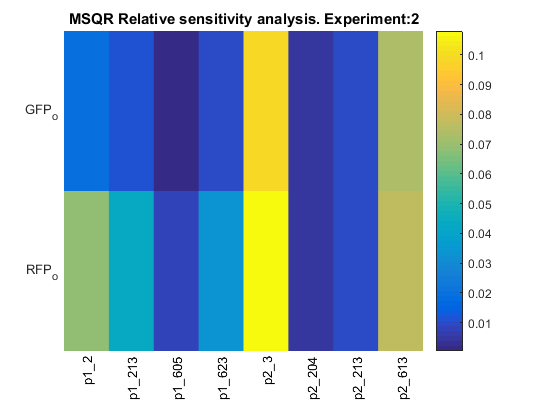 MSQR Relative sensitivity analysis. Experiment:2
GFPo
RFPo
0.1
0.09
0.08
0.07
0.06
0.05
0.04
0.03
0.02
0.01
p1_2
p1_213
p1_605
p1_623
p2_3
p2_204
p2_213
p2_613